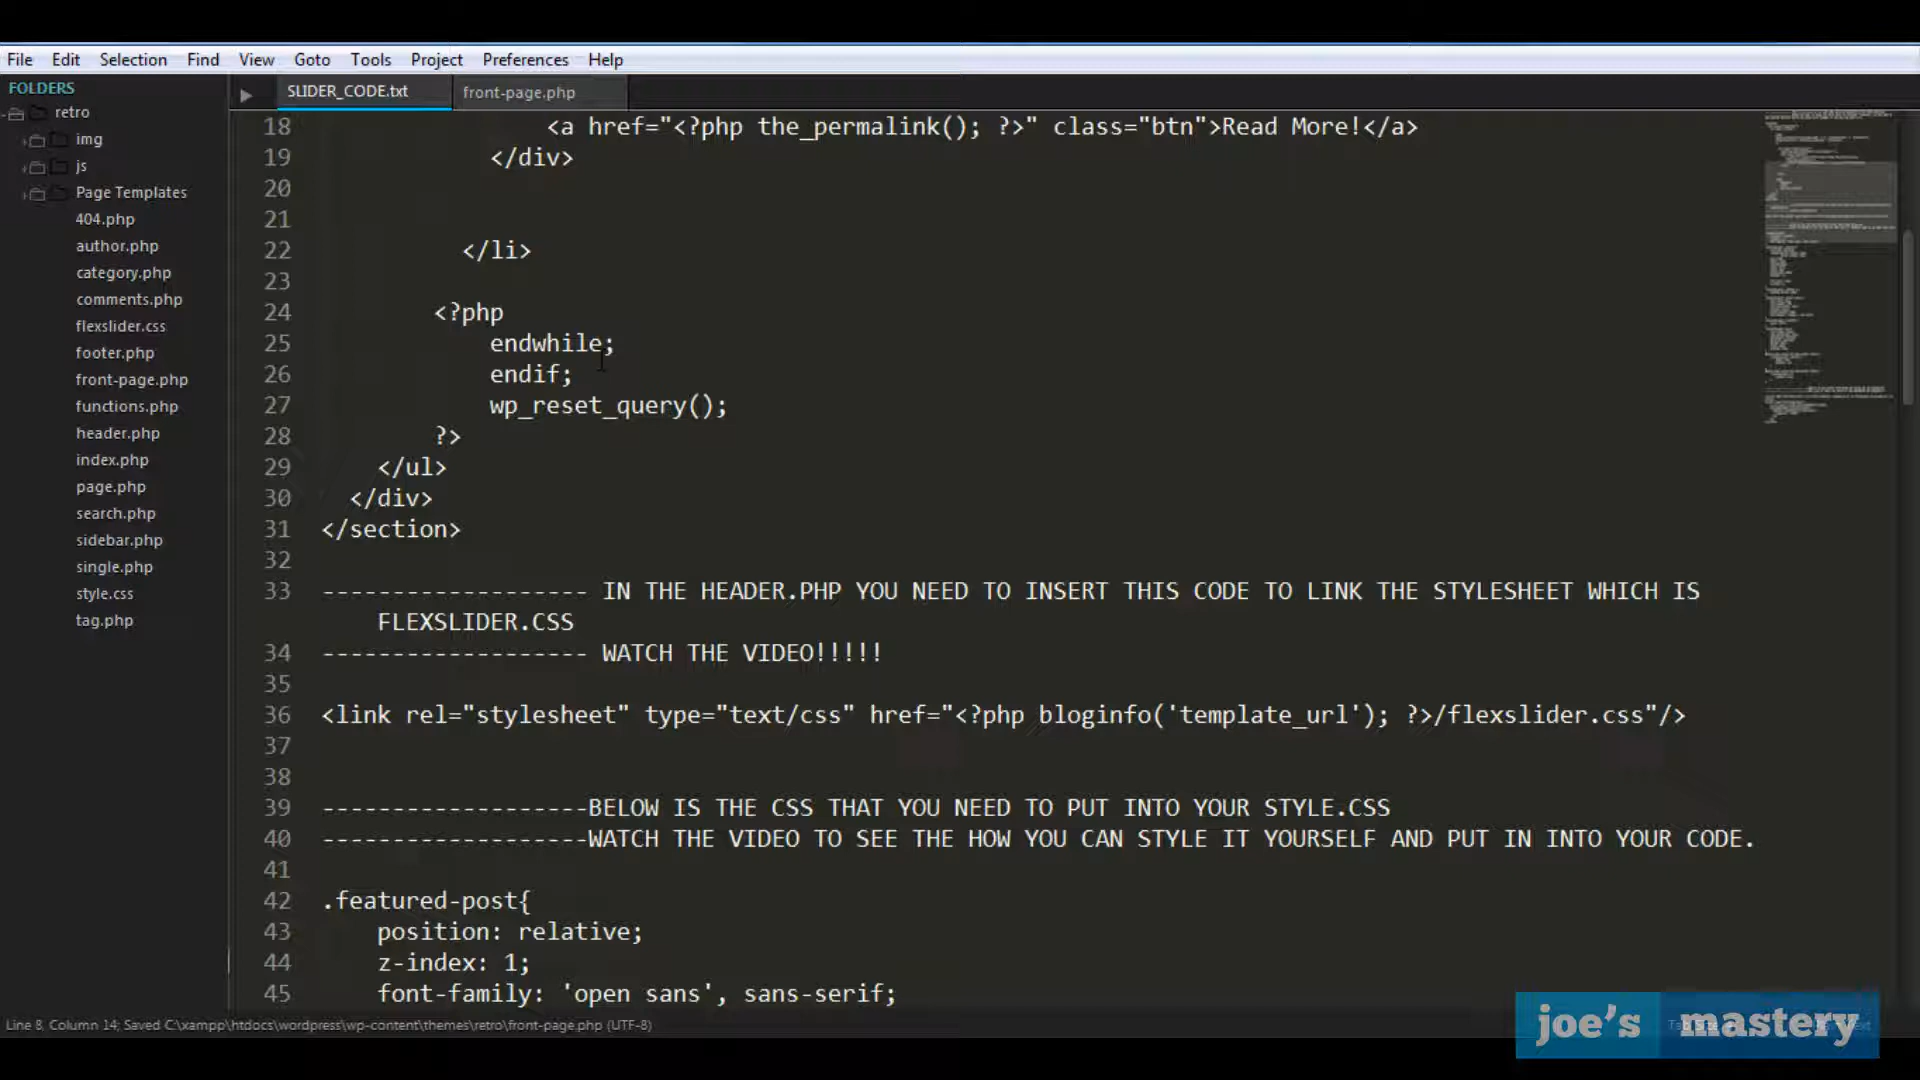 File Edit Selection Find View Goto Tools Project Preferences Help
FOLDERS
retro
img
js
Page Templates
404.php
author.php
category.php
comments.php
flexslider.css
footer.php
front-page.php
functions.php
header.php
index.php
page.php
search.php
sidebar.php
single.php
style.css
tag.php
SLIDER_CODE.txt front-page.php
18 <a href="<?php the_permalink(); ?>" class="btn">Read More!</a>
19 </div>
20
21
22 </li>
23
24 <?php
25 endwhile;
26 endif;
27 wp_reset_query();
28 ?>
29 </ul>
30 </div>
31 </section>
32
33 ------------------- IN THE HEADER.PHP YOU NEED TO INSERT THIS CODE TO LINK THE STYLESHEET WHICH IS
FLEXSLIDER.CSS
34 ------------------- WATCH THE VIDEO!!!!!
35
36 <link rel="stylesheet" type="text/css" href="<?php bloginfo('template_url'); ?>/flexslider.css"/>
37
38
39 -------------------BELOW IS THE CSS THAT YOU NEED TO PUT INTO YOUR STYLE.CSS
40 -------------------WATCH THE VIDEO TO SEE THE HOW YOU CAN STYLE IT YOURSELF AND PUT IN INTO YOUR CODE.
41
42 .featured-post{
43 position: relative;
44 z-index: 1;
45 font-family: 'open sans', sans-serif;
Line 8, Column 14; Saved C:\xampp\htdocs\wordpress\wp-content\themes\retro\front-page.php (UTF-8)
joe's mastery